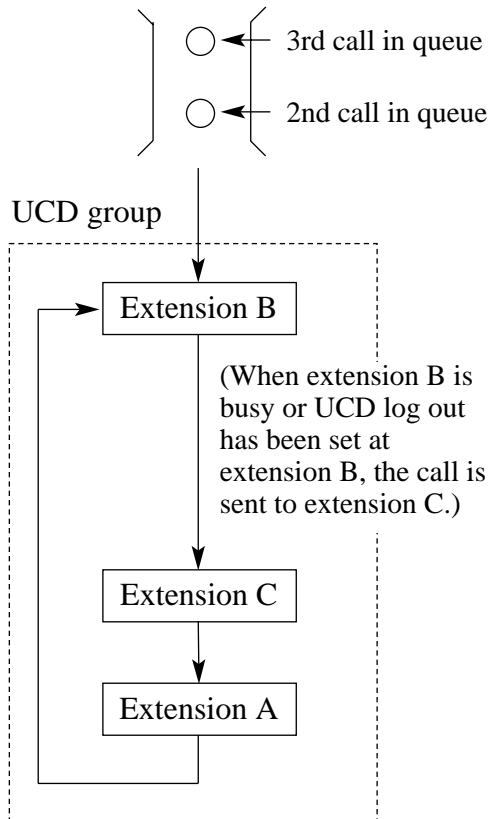 3rd call in queue
2nd call in queue
UCD group
Extension B
(When extension B is
busy or UCD log out
has been set at
extension B, the call is
sent to extension C.)
Extension C
Extension A